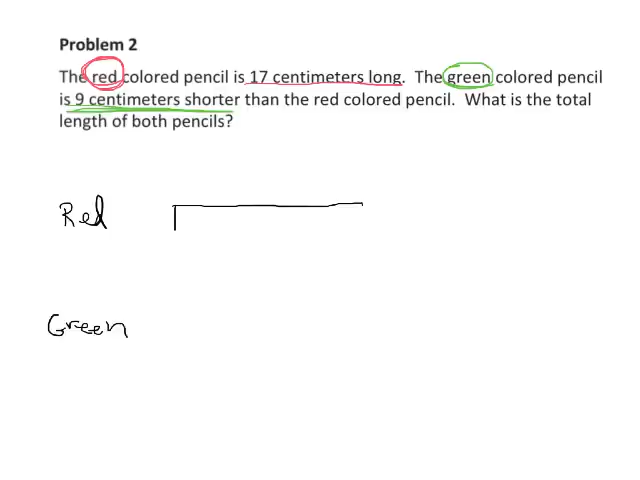 Problem 2
The red colored pencil is 17 centimeters long.  The green colored pencil
is 9 centimeters shorter than the red colored pencil.  What is the total
length of both pencils?
Red
Green